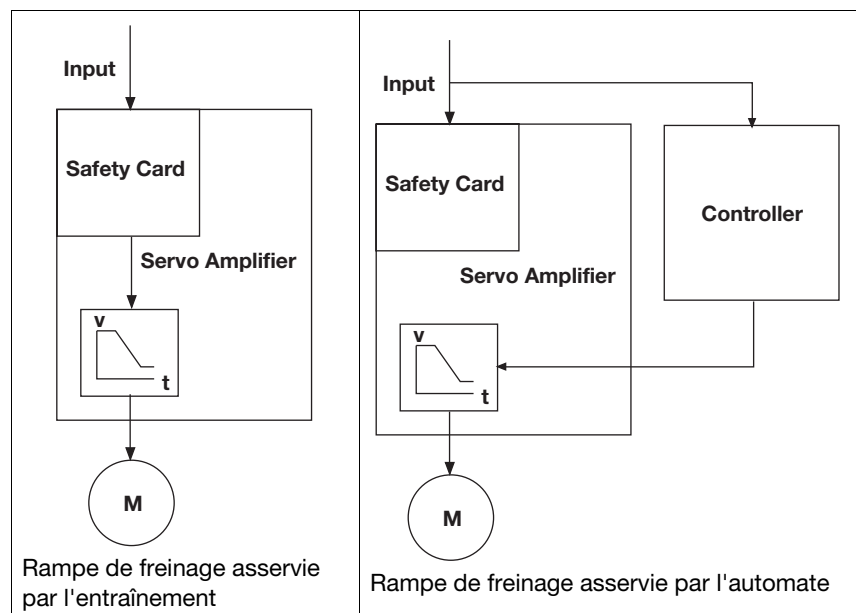 Input
Safety Card
Servo Amplifier
v
t
M
Rampe de freinage asservie
par l'entraînement
Input
Safety Card
Controller
Servo Amplifier
v
t
M
Rampe de freinage asservie par l'automate